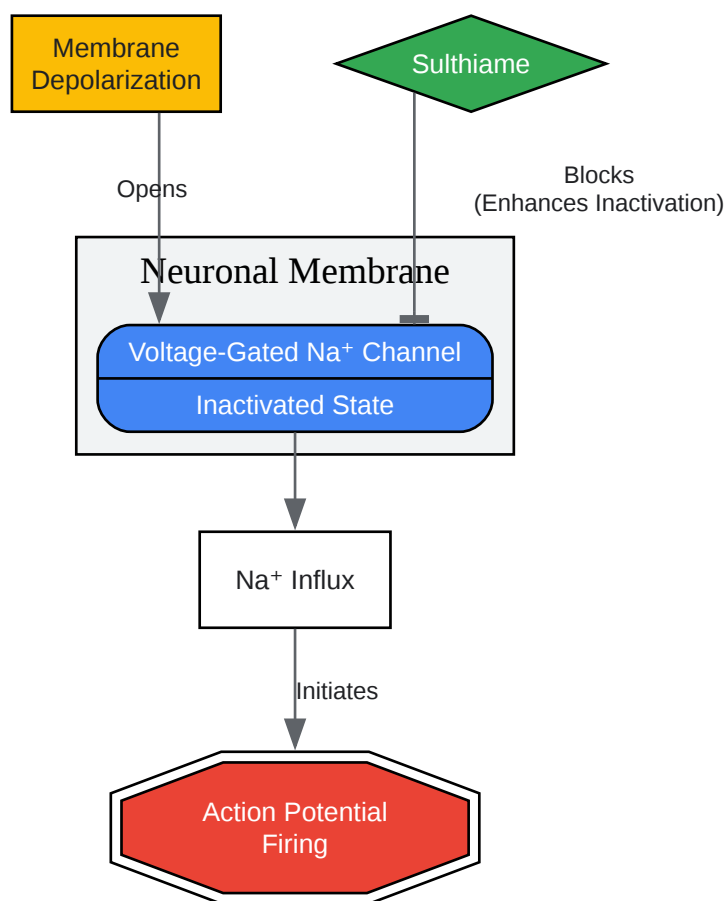 Membrane
Depolarization
Sulthiame
Opens
Blocks
(Enhances Inactivation)
Neuronal Membrane
Voltage-Gated Na⁺ Channel
Inactivated State
Na⁺ Influx
Initiates
Action Potential
Firing